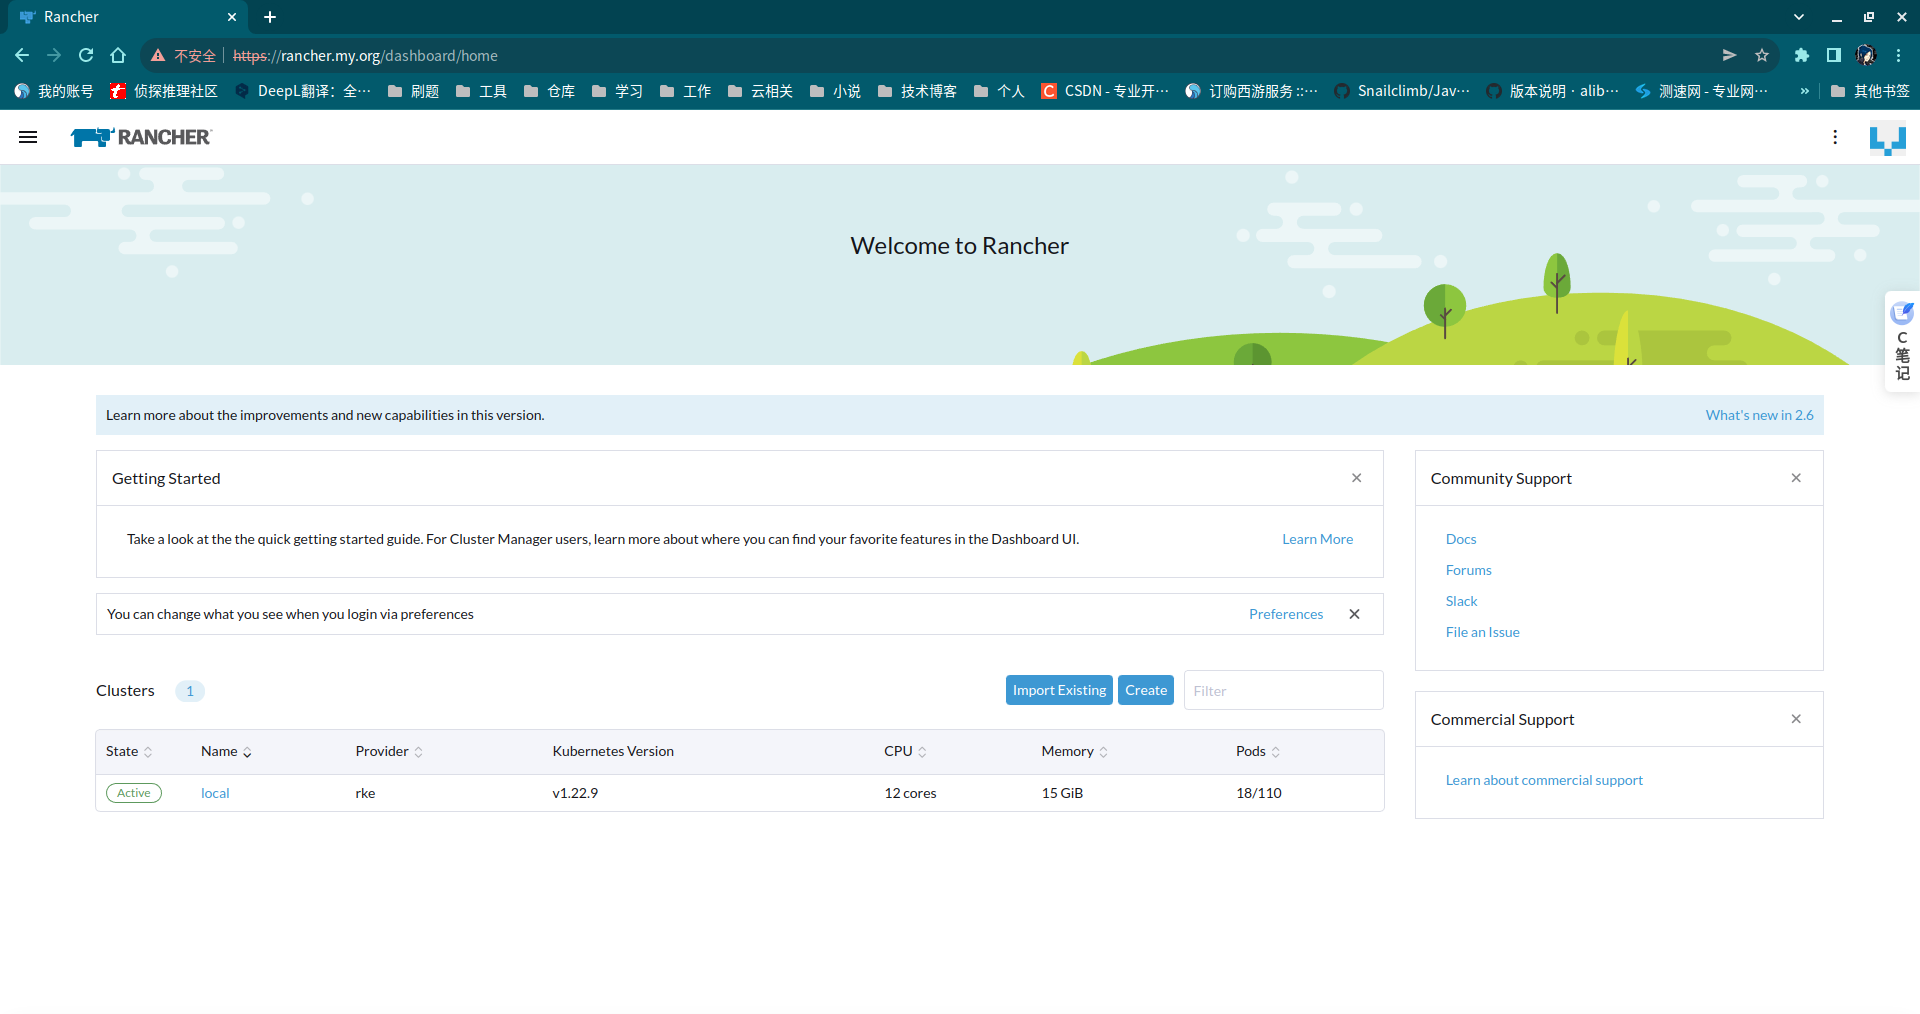 Rancher
不安全 https://rancher.my.org/dashboard/home
我的账号 侦探推理社区 DeepL翻译：全… 刷题 工具 仓库 学习 工作 云相关 小说 技术博客 个人 CSDN - 专业开… 订购西游服务 ::… Snailclimb/Jav… 版本说明 · alib… 测速网 - 专业网… » 其他书签
RANCHER
Welcome to Rancher
C
笔
记
Learn more about the improvements and new capabilities in this version. What's new in 2.6
Getting Started
Take a look at the the quick getting started guide. For Cluster Manager users, learn more about where you can find your favorite features in the Dashboard UI. Learn More
You can change what you see when you login via preferences Preferences
Clusters 1 Import Existing Create Filter
State Name Provider Kubernetes Version CPU Memory Pods
Active local rke v1.22.9 12 cores 15 GiB 18/110
Community Support
Docs
Forums
Slack
File an Issue
Commercial Support
Learn about commercial support